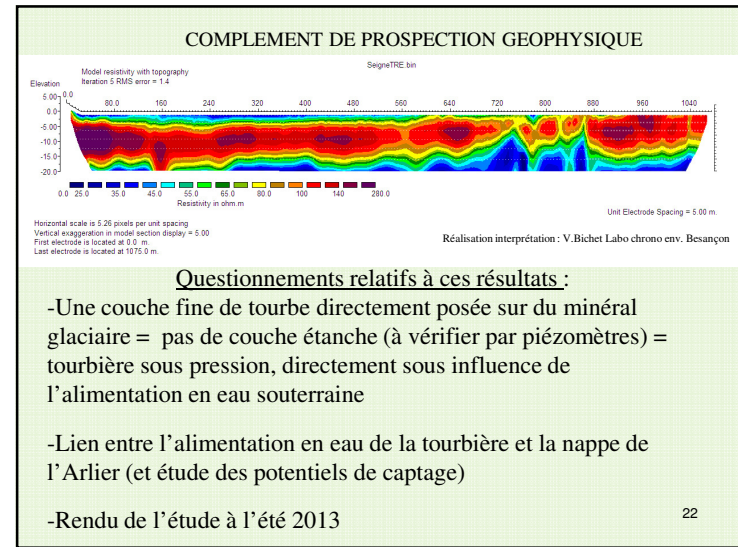 COMPLEMENT DE PROSPECTION GEOPHYSIQUE
SeigneTRE.bin
Model resistivity with topography
Iteration 5 RMS error = 1.4
Elevation
0.0 80.0 160 240 320 400 480 560 640 720 800 880 960 1040
5.00
0.0
-5.00
-10.0
-15.0
-20.0
0.0 25.0 35.0 45.0 55.0 65.0 80.0 100 140 280.0
Resistivity in ohm.m
Unit Electrode Spacing = 5.00 m.
Horizontal scale is 5.26 pixels per unit spacing
Vertical exaggeration in model section display = 5.00
First electrode is located at 0.0 m.
Last electrode is located at 1075.0 m.
Réalisation interprétation : V.Bichet Labo chrono env. Besançon
Questionnements relatifs à ces résultats :
-Une couche fine de tourbe directement posée sur du minéral
glaciaire = pas de couche étanche (à vérifier par piézomètres) =
tourbière sous pression, directement sous influence de
l’alimentation en eau souterraine
-Lien entre l’alimentation en eau de la tourbière et la nappe de
l’Arlier (et étude des potentiels de captage)
-Rendu de l’étude à l’été 2013
22